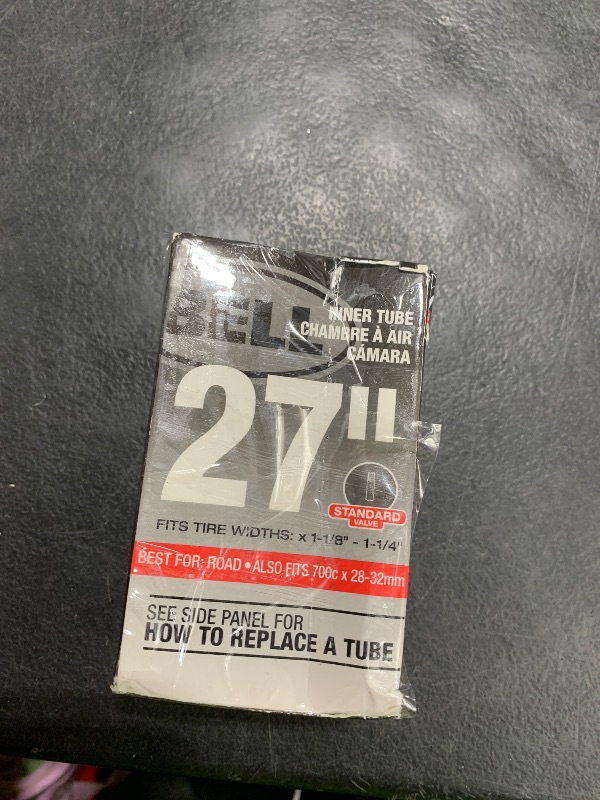 BELL
INNER TUBE
CHAMBRE À AIR
CÁMARA
27"
STANDARD
VALVE
FITS TIRE WIDTHS: x 1-1/8" - 1-1/4"
BEST FOR: ROAD • ALSO FITS 700c x 28-32mm
SEE SIDE PANEL FOR
HOW TO REPLACE A TUBE